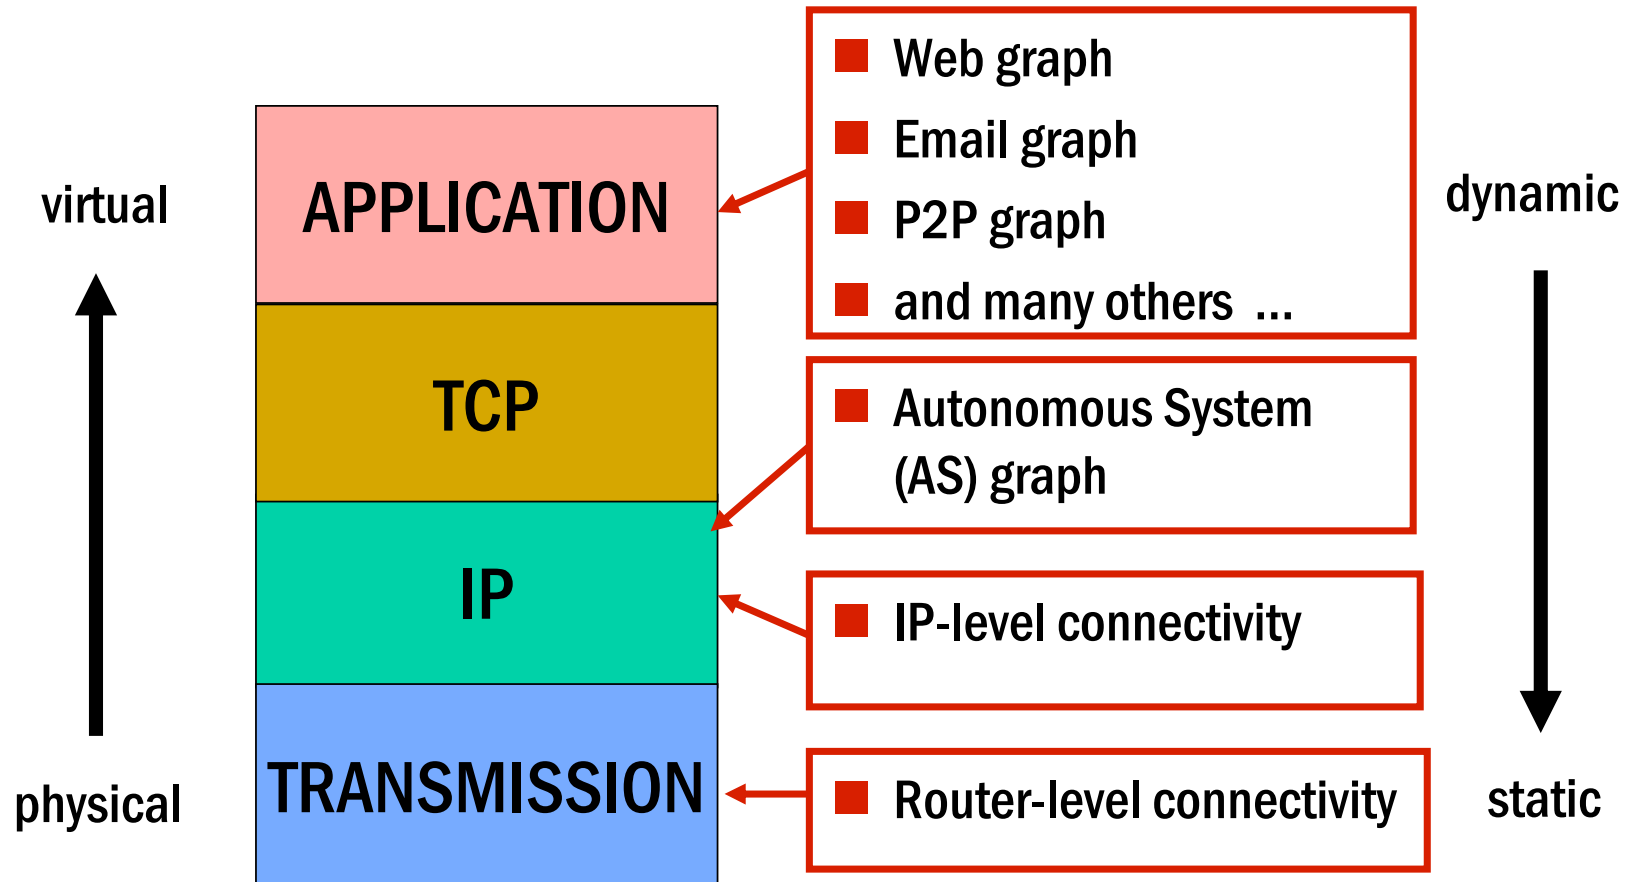 virtual
physical
APPLICATION
TCP
IP
TRANSMISSION
Web graph
Email graph
P2P graph
and many others ...
Autonomous System
(AS) graph
IP-level connectivity
Router-level connectivity
dynamic
static